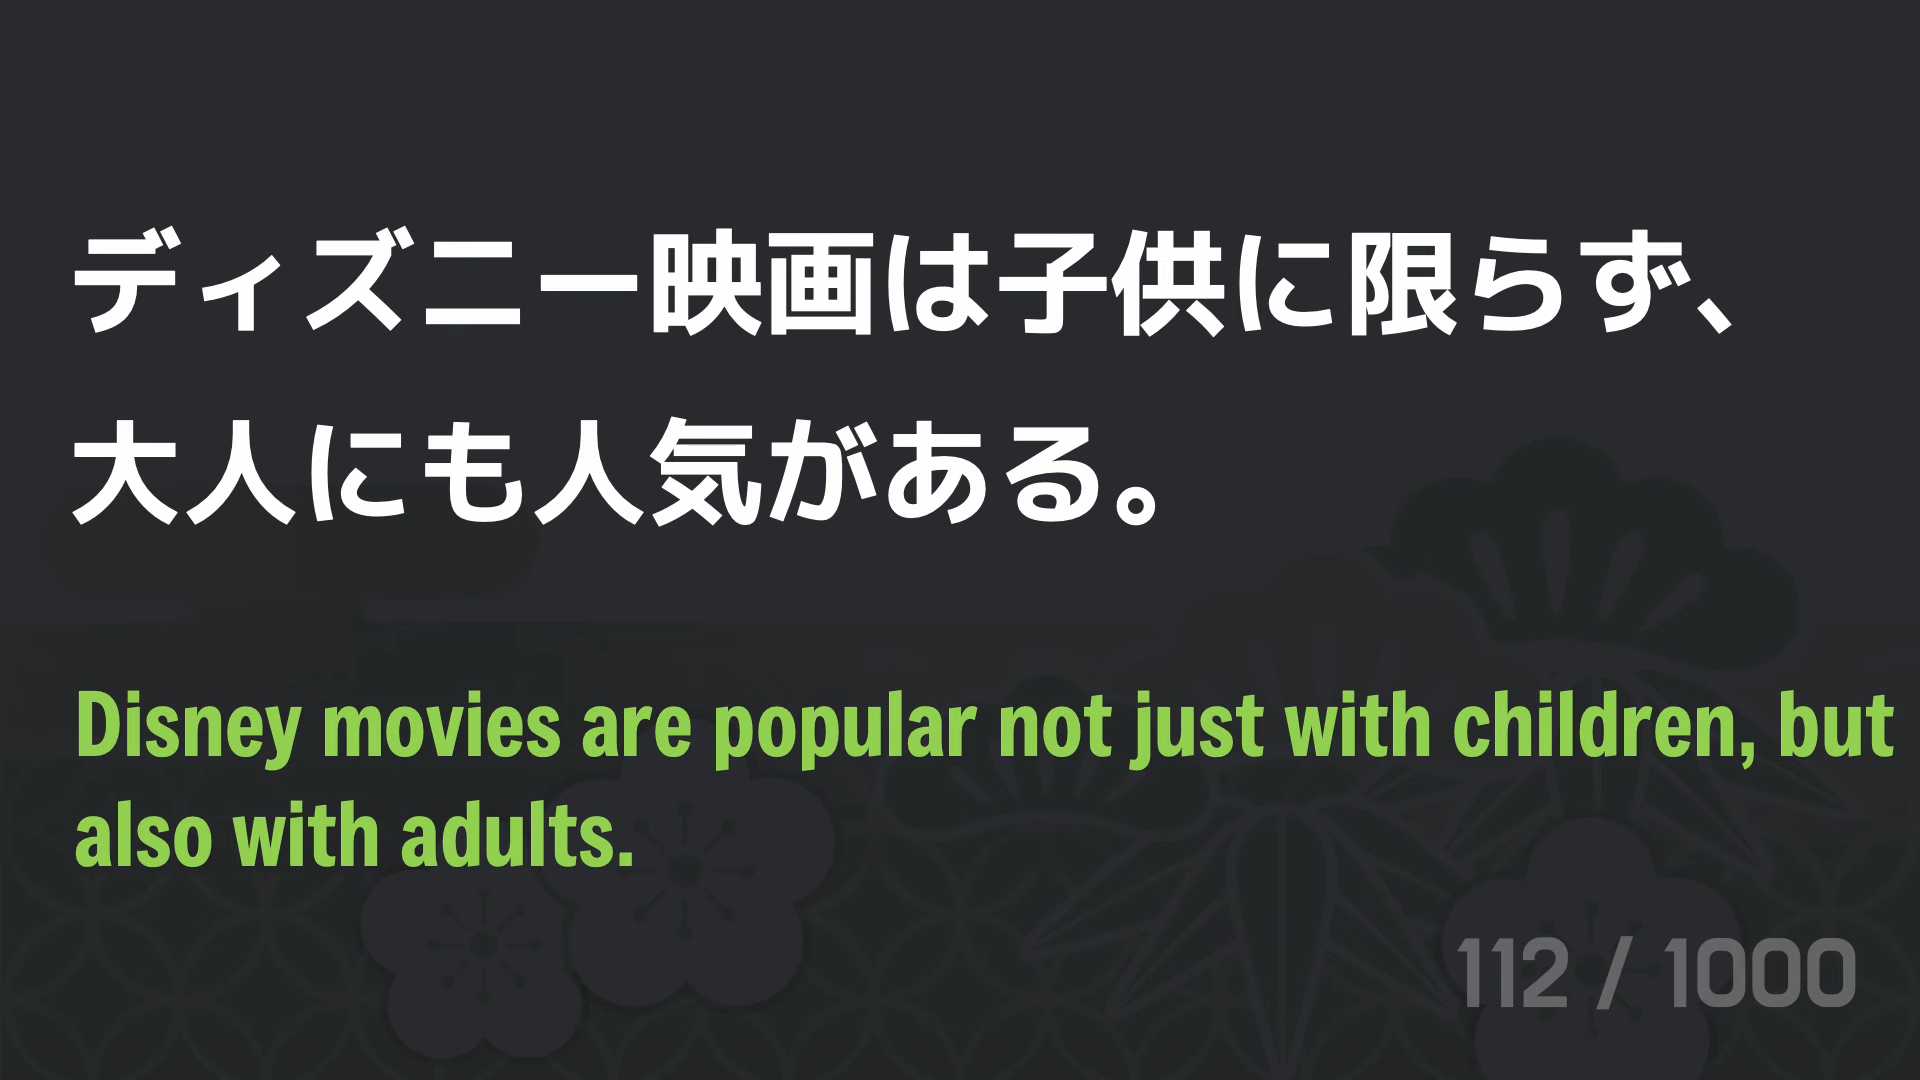 ディズニー映画は子供に限らず、
大人にも人気がある。
Disney movies are popular not just with children, but
also with adults.
112 / 1000